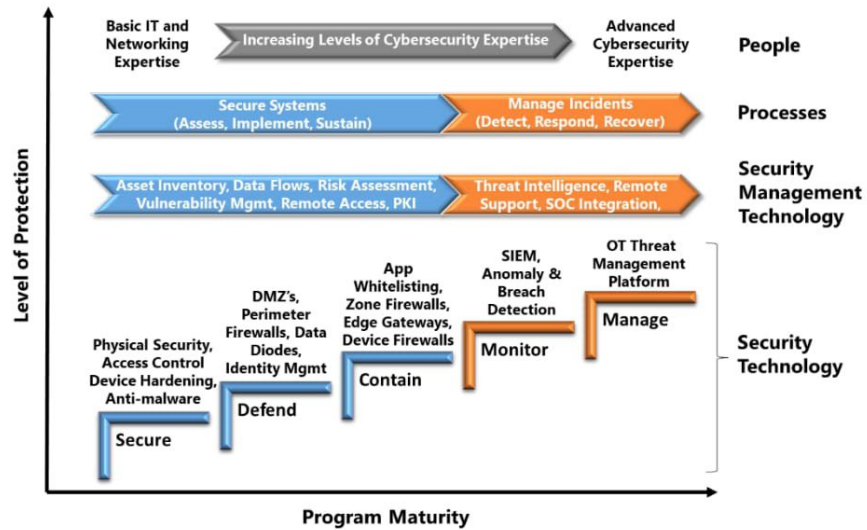 Basic IT and
Networking
Expertise
Increasing Levels of Cybersecurity Expertise
Advanced
Cybersecurity
Expertise
People
Secure Systems
(Assess, Implement, Sustain)
Manage Incidents
(Detect, Respond, Recover)
Processes
Asset Inventory, Data Flows, Risk Assessment,
Vulnerability Mgmt, Remote Access, PKI
Threat Intelligence, Remote
Support, SOC Integration,
Security
Management
Technology
Level of Protection
Physical Security,
Access Control
Device Hardening,
Anti-malware
Secure
DMZ's,
Perimeter
Firewalls, Data
Diodes,
Identity Mgmt
Defend
App
Whitelisting,
Zone Firewalls,
Edge Gateways,
Device Firewalls
Contain
SIEM,
Anomaly &
Breach
Detection
Monitor
OT Threat
Management
Platform
Manage
Security
Technology
Program Maturity